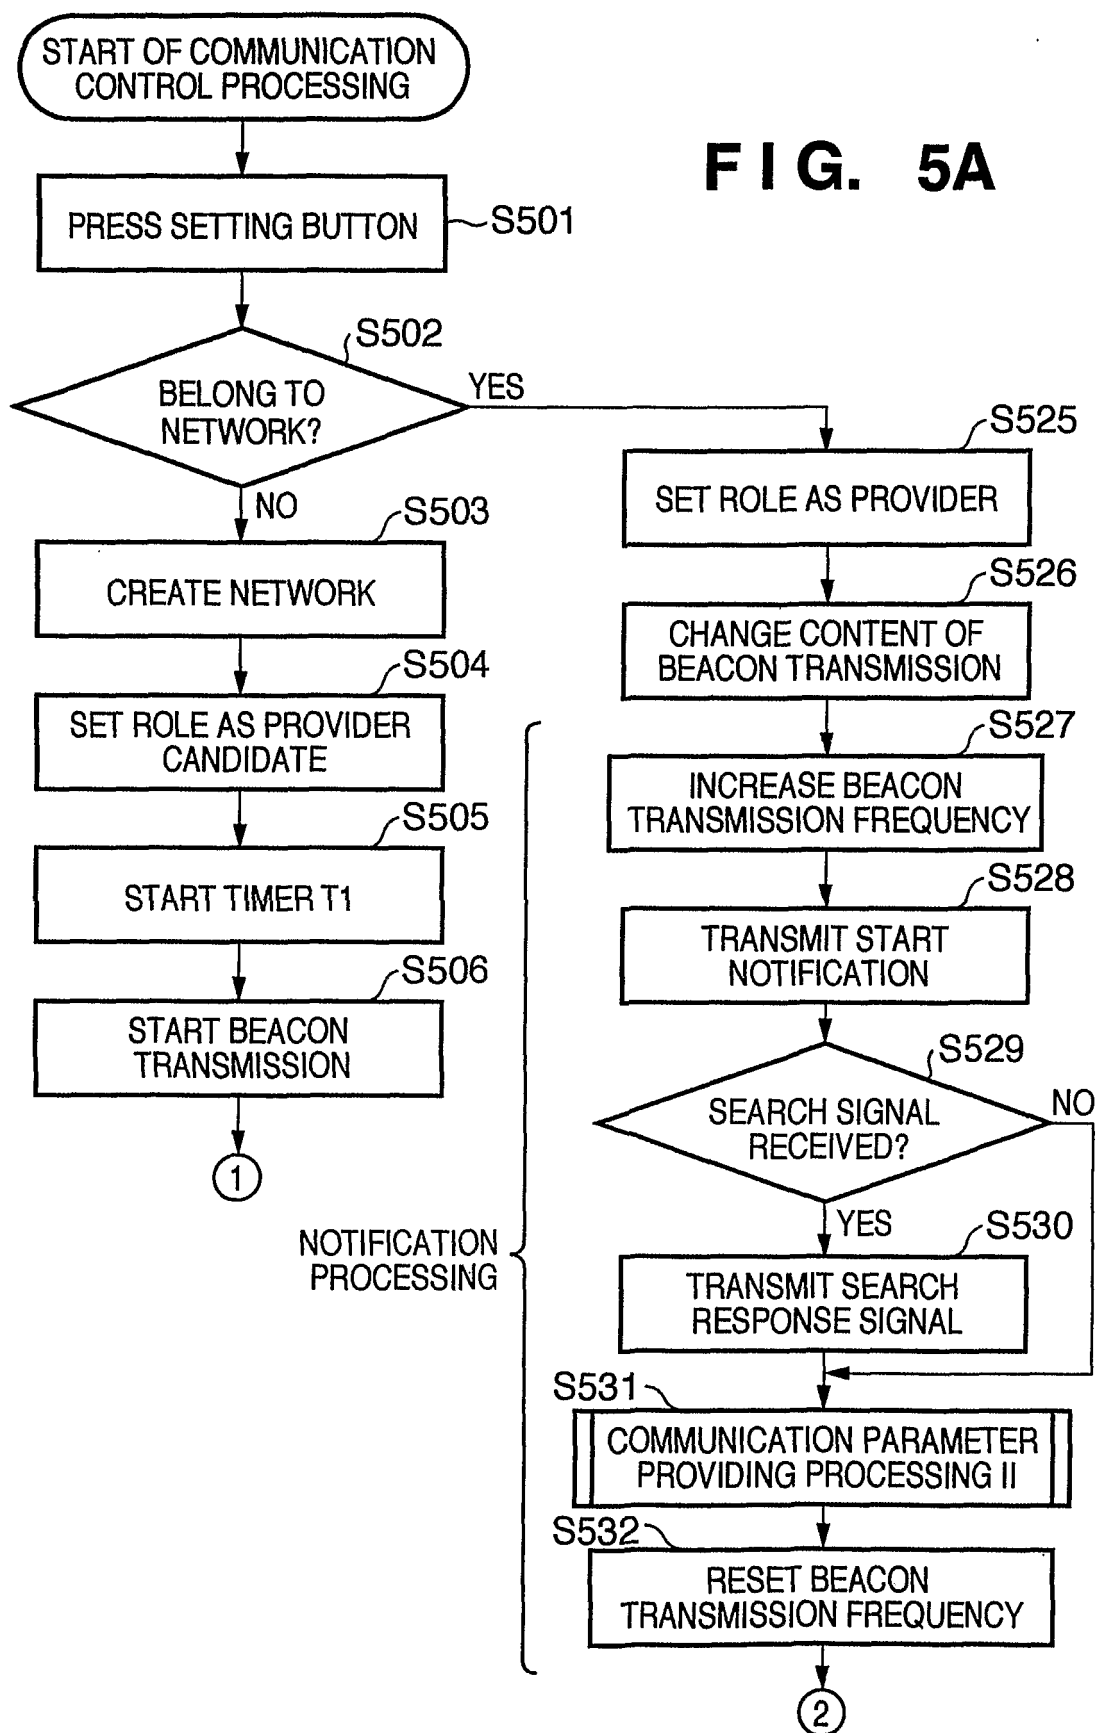 START OF COMMUNICATION
CONTROL PROCESSING
FIG. 5A
PRESS SETTING BUTTON
S501
S502
BELONG TO
NETWORK?
YES
NO
S503
CREATE NETWORK
S504
SET ROLE AS PROVIDER
CANDIDATE
S505
START TIMER T1
S506
START BEACON
TRANSMISSION
1
S525
SET ROLE AS PROVIDER
S526
CHANGE CONTENT OF
BEACON TRANSMISSION
NOTIFICATION
PROCESSING
S527
INCREASE BEACON
TRANSMISSION FREQUENCY
S528
TRANSMIT START
NOTIFICATION
S529
SEARCH SIGNAL
RECEIVED?
NO
YES
S530
TRANSMIT SEARCH
RESPONSE SIGNAL
S531
COMMUNICATION PARAMETER
PROVIDING PROCESSING II
S532
RESET BEACON
TRANSMISSION FREQUENCY
2